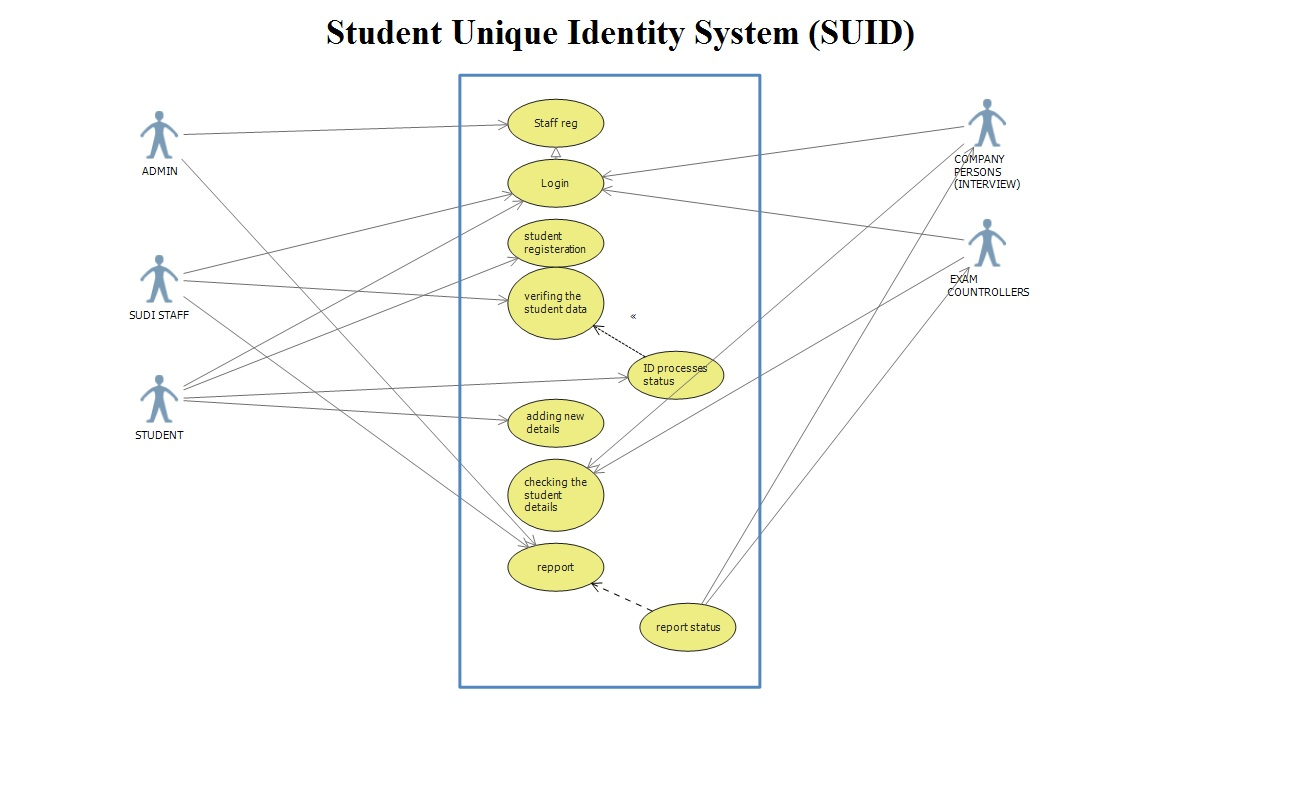 Student Unique Identity System (SUID)
ADMIN
SUDI STAFF
STUDENT
Staff reg
Login
student
registeration
verifing the
student data
«
ID processes
status
adding new
details
checking the
student
details
repport
report status
COMPANY
PERSONS
(INTERVIEW)
EXAM
COUNTROLLERS